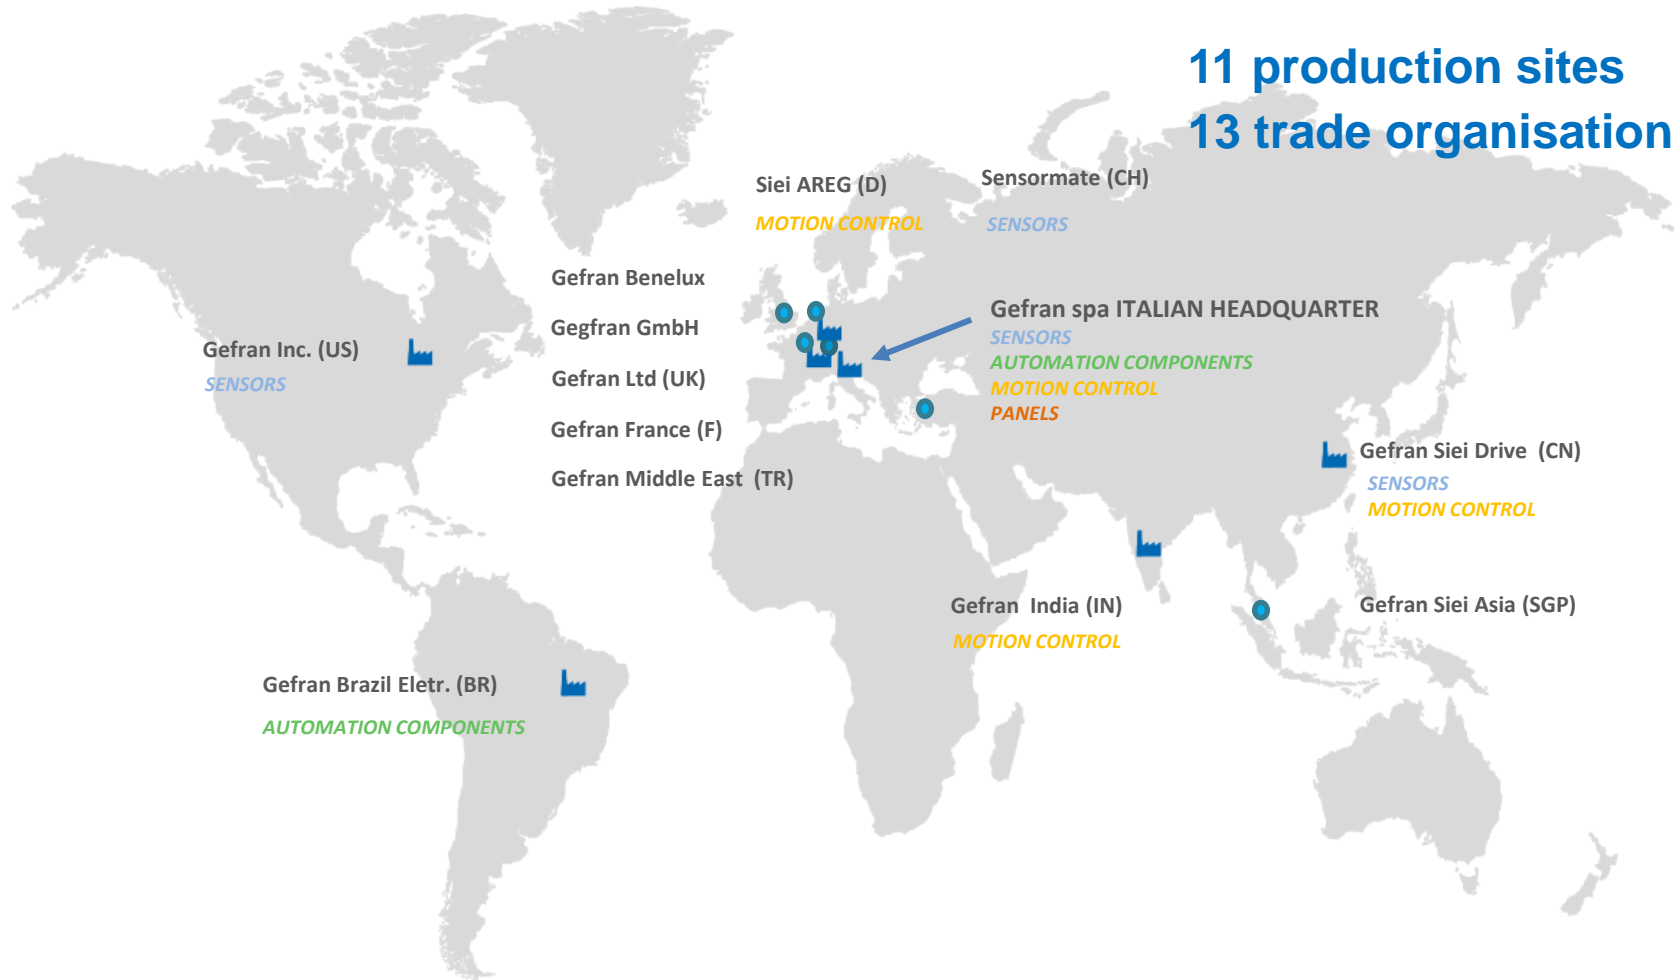 11 production sites
13 trade organisation
Siei AREG (D)
MOTION CONTROL
Sensormate (CH)
SENSORS
Gefran Benelux
Gegfran GmbH
Gefran Ltd (UK)
Gefran France (F)
Gefran Middle East (TR)
Gefran spa ITALIAN HEADQUARTER
SENSORS
AUTOMATION COMPONENTS
MOTION CONTROL
PANELS
Gefran Inc. (US)
SENSORS
Gefran Siei Drive (CN)
SENSORS
MOTION CONTROL
Gefran India (IN)
MOTION CONTROL
Gefran Siei Asia (SGP)
Gefran Brazil Eletr. (BR)
AUTOMATION COMPONENTS